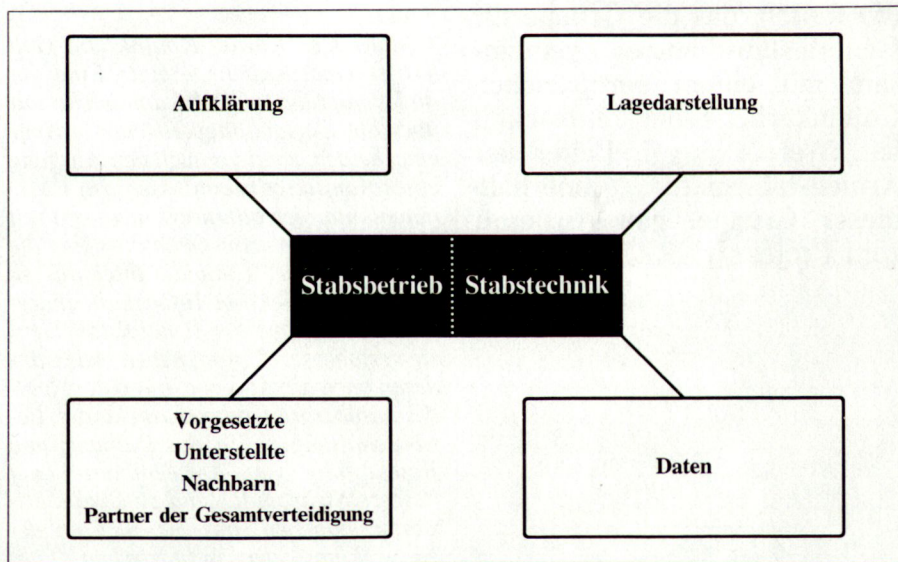 Aufklärung
Lagedarstellung
Stabsbetrieb
Stabstechnik
Vorgesetzte
Unterstellte
Nachbarn
Partner der Gesamtverteidigung
Daten